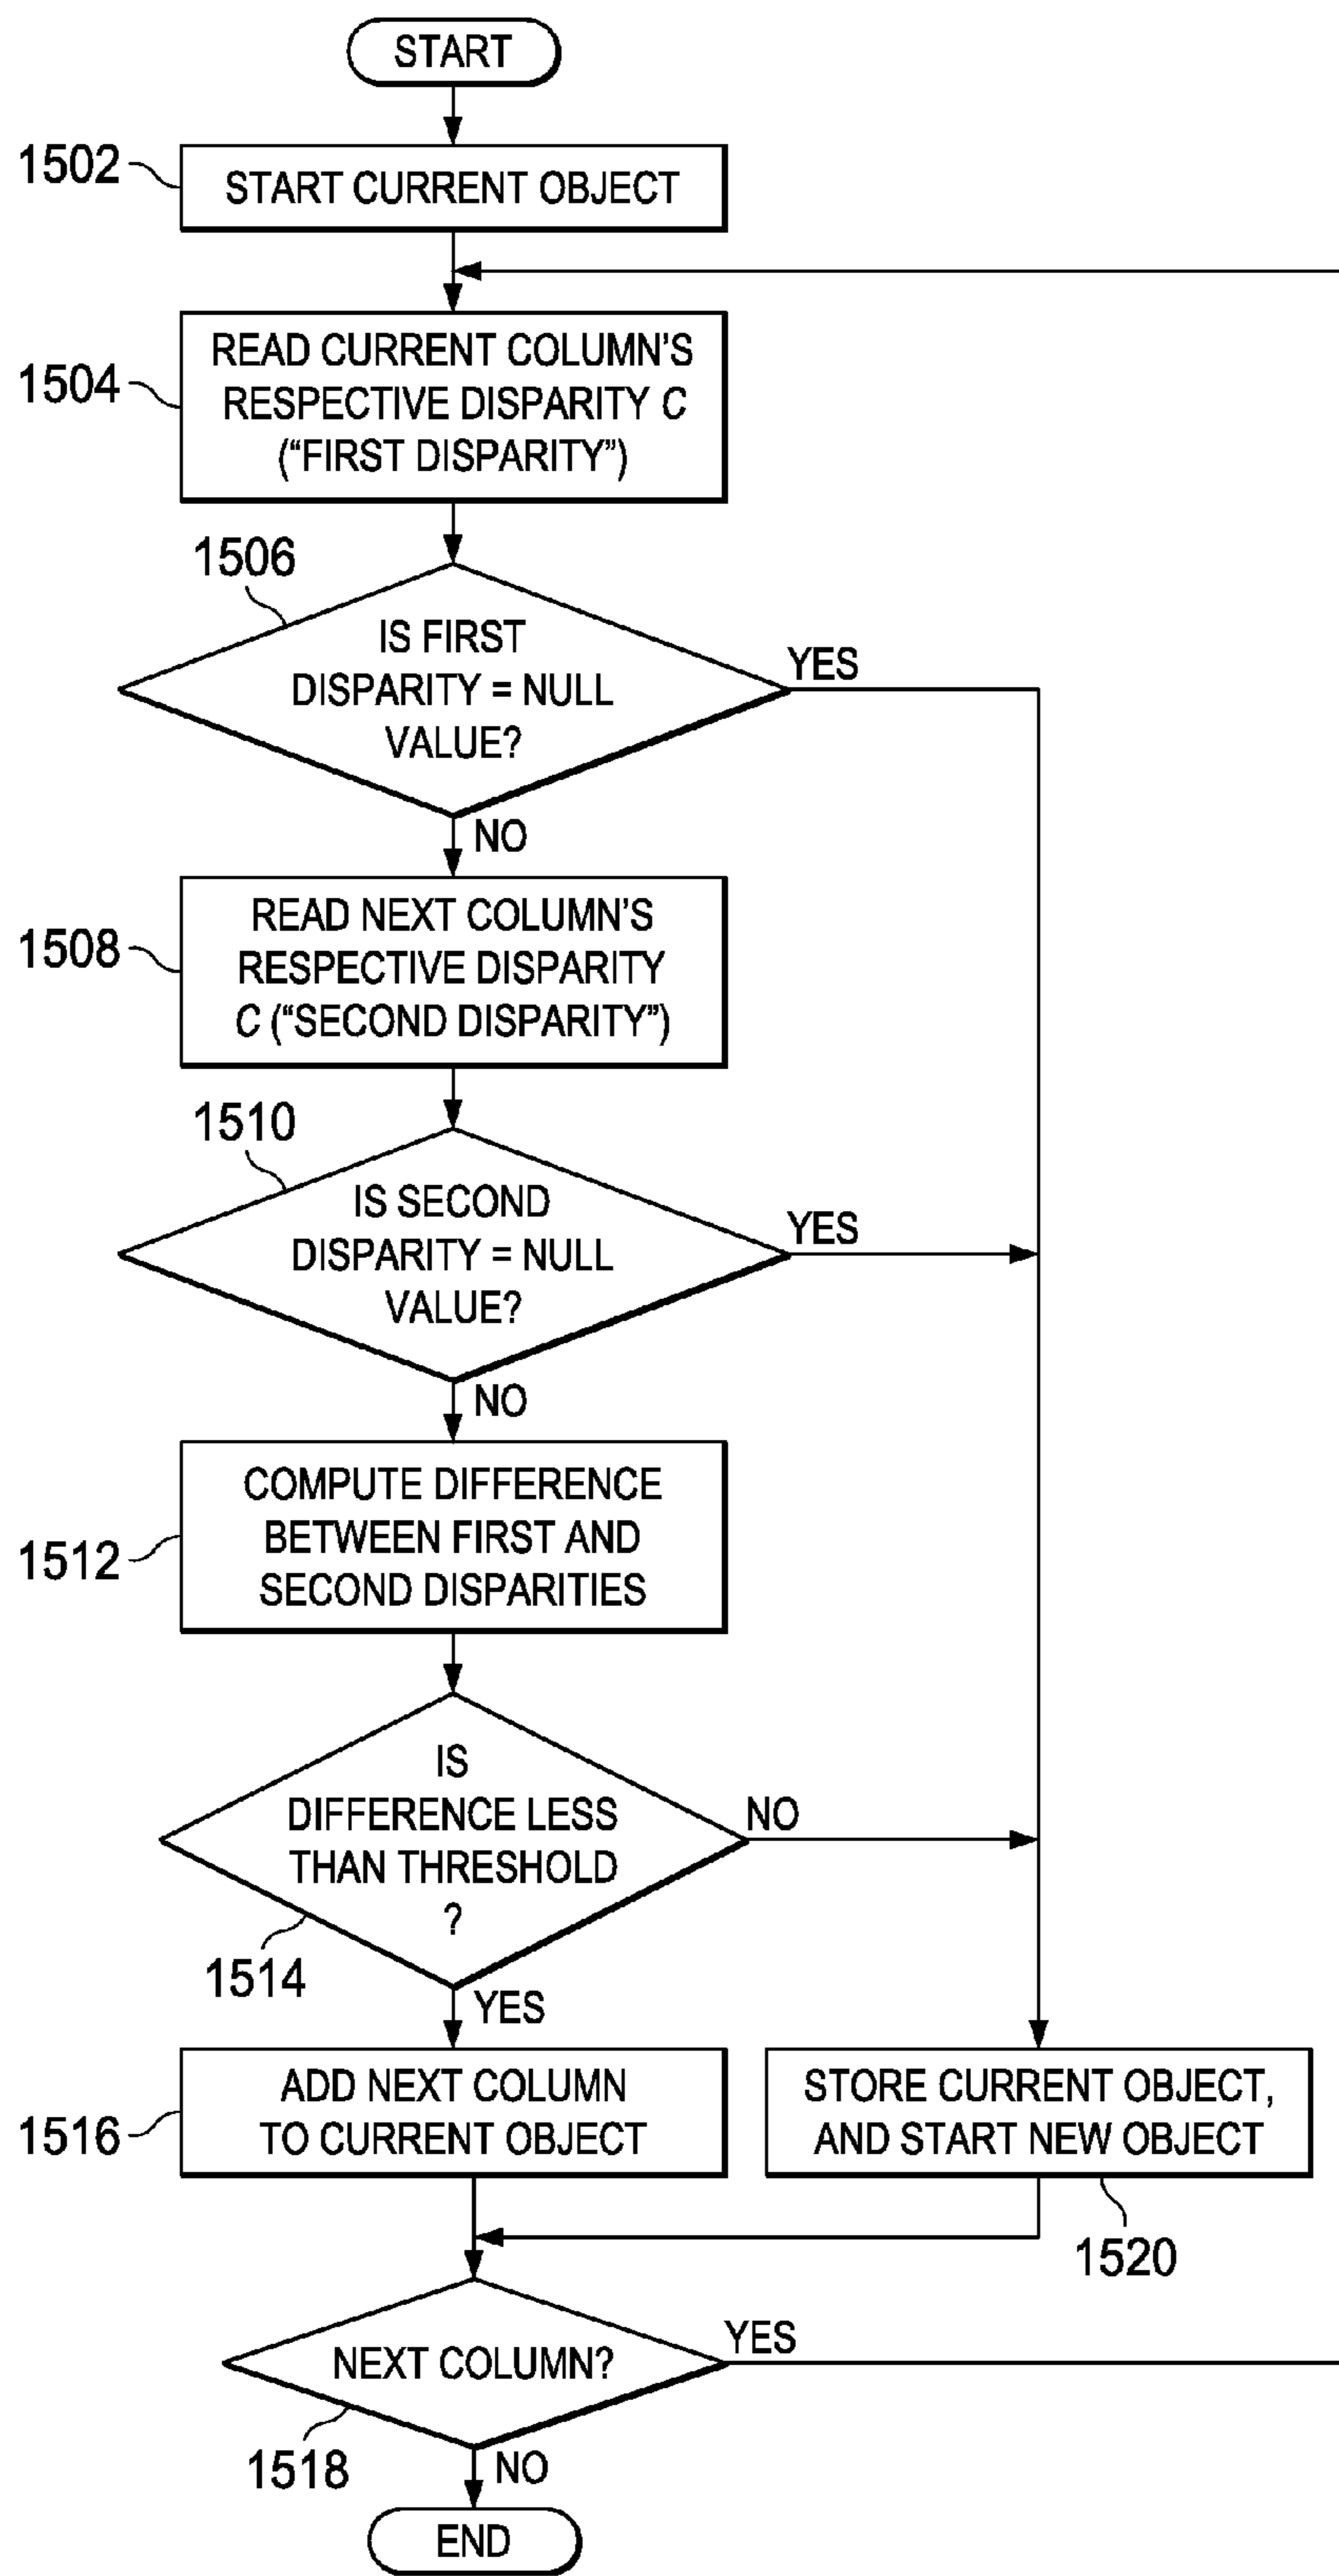 START
1502
START CURRENT OBJECT
1504
READ CURRENT COLUMN'S
RESPECTIVE DISPARITY C
(“FIRST DISPARITY”)
1506
IS FIRST
DISPARITY = NULL
VALUE?
YES
NO
1508
READ NEXT COLUMN'S
RESPECTIVE DISPARITY
C (“SECOND DISPARITY”)
1510
IS SECOND
DISPARITY = NULL
VALUE?
YES
NO
1512
COMPUTE DIFFERENCE
BETWEEN FIRST AND
SECOND DISPARITIES
IS
DIFFERENCE LESS
THAN THRESHOLD
?
NO
1514
YES
1516
ADD NEXT COLUMN
TO CURRENT OBJECT
STORE CURRENT OBJECT,
AND START NEW OBJECT
1520
NEXT COLUMN?
YES
1518
NO
END